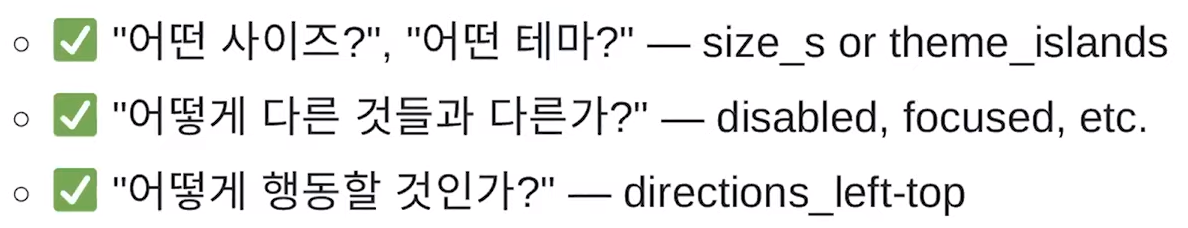 ✅ "어떤 사이즈?", "어떤 테마?" — size_s or theme_islands
✅ "어떻게 다른 것들과 다른가?" — disabled, focused, etc.
✅ "어떻게 행동할 것인가?" — directions_left-top